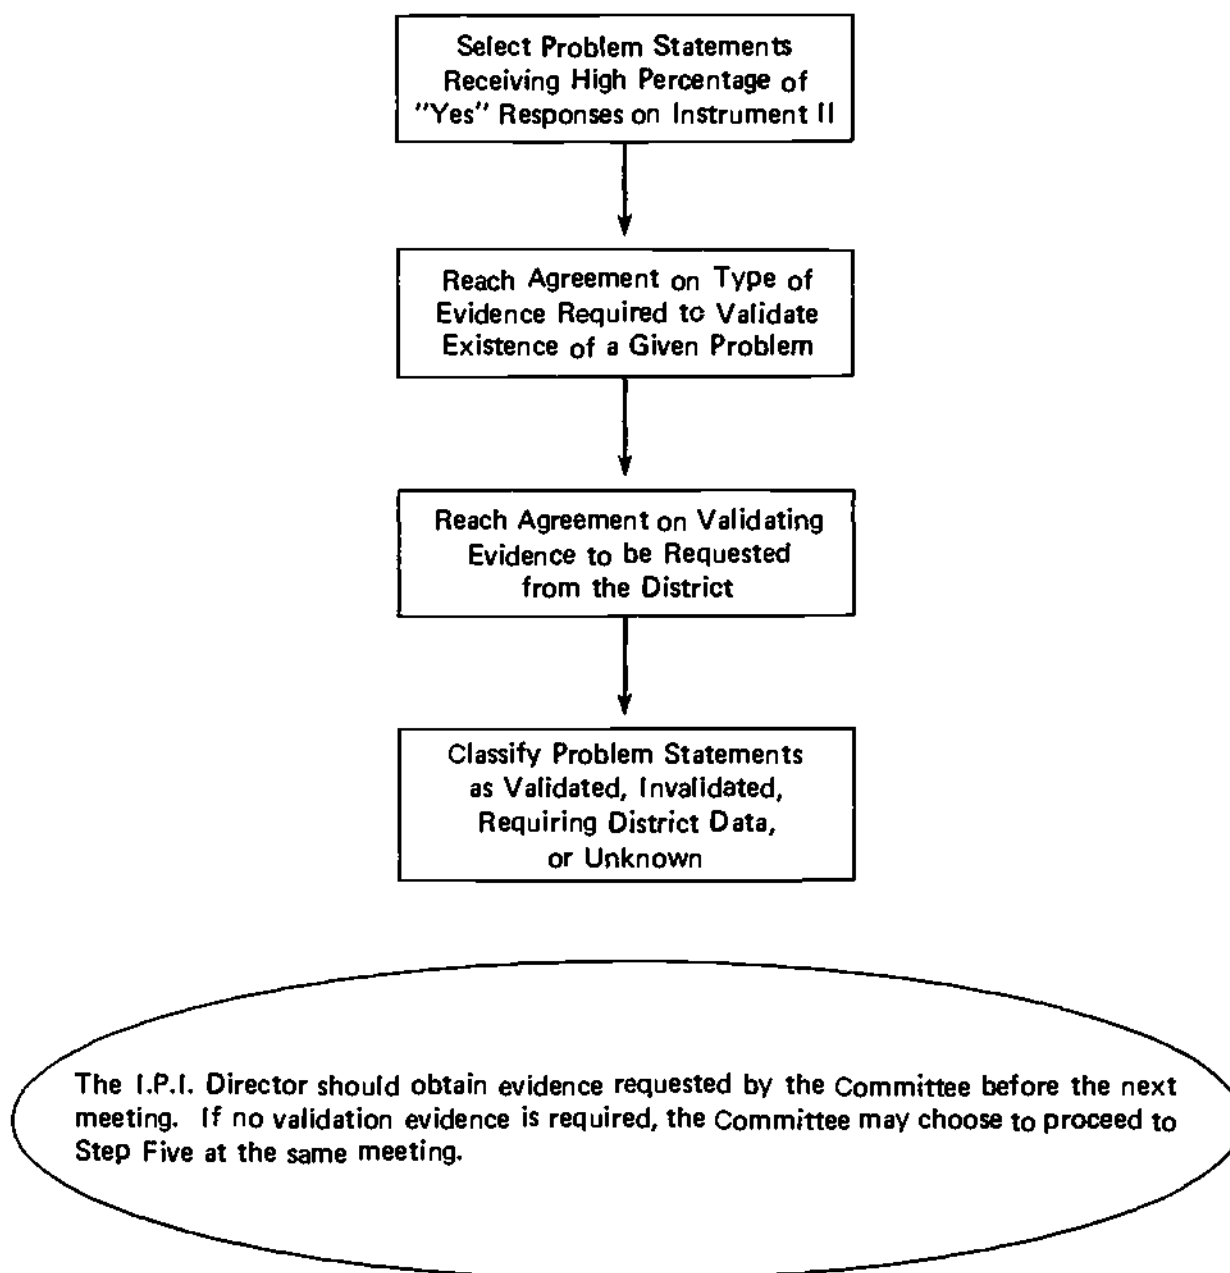 Select Problem Statements
Receiving High Percentage of
"Yes" Responses on Instrument II
Reach Agreement on Type of
Evidence Required to Validate
Existence of a Given Problem
Reach Agreement on Validating
Evidence to be Requested
from the District
Classify Problem Statements
as Validated, Invalidated,
Requiring District Data,
or Unknown
The I.P.I. Director should obtain evidence requested by the Committee before the next
meeting. If no validation evidence is required, the Committee may choose to proceed to
Step Five at the same meeting.